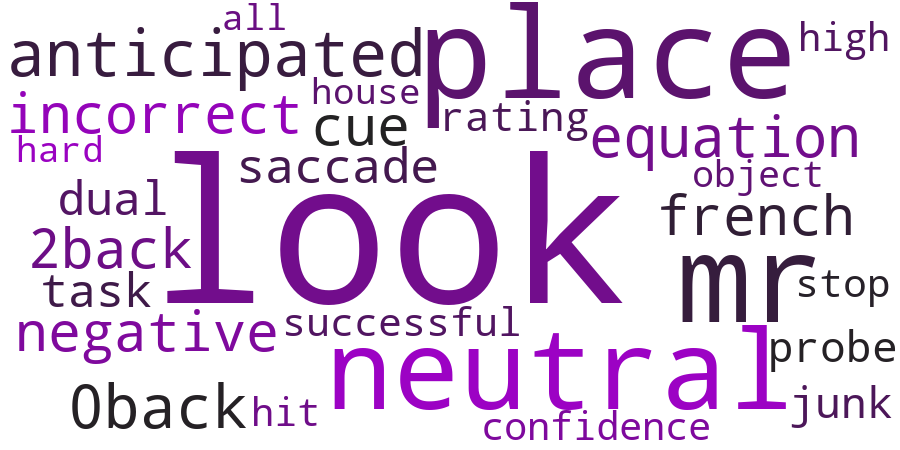 all
anticipated
place
high
house
incorrect
rating
cue
equation
hard
saccade
object
dual
look
french
2back
mr
task
stop
successful
negative
neutral
probe
0back
hit
confidence
junk